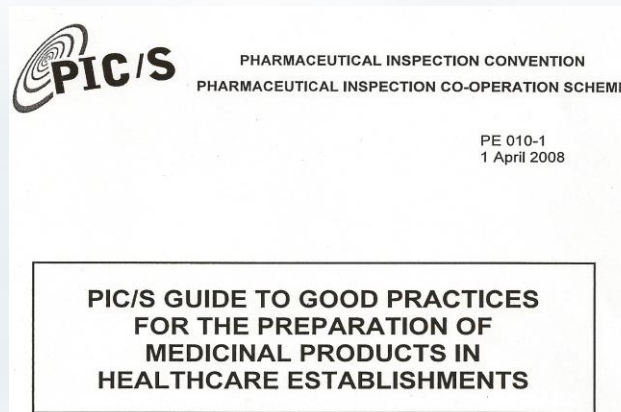 PIC/S
PHARMACEUTICAL INSPECTION CONVENTION
PHARMACEUTICAL INSPECTION CO-OPERATION SCHEM
PE 010-1
1 April 2008
PIC/S GUIDE TO GOOD PRACTICES
FOR THE PREPARATION OF
MEDICINAL PRODUCTS IN
HEALTHCARE ESTABLISHMENTS